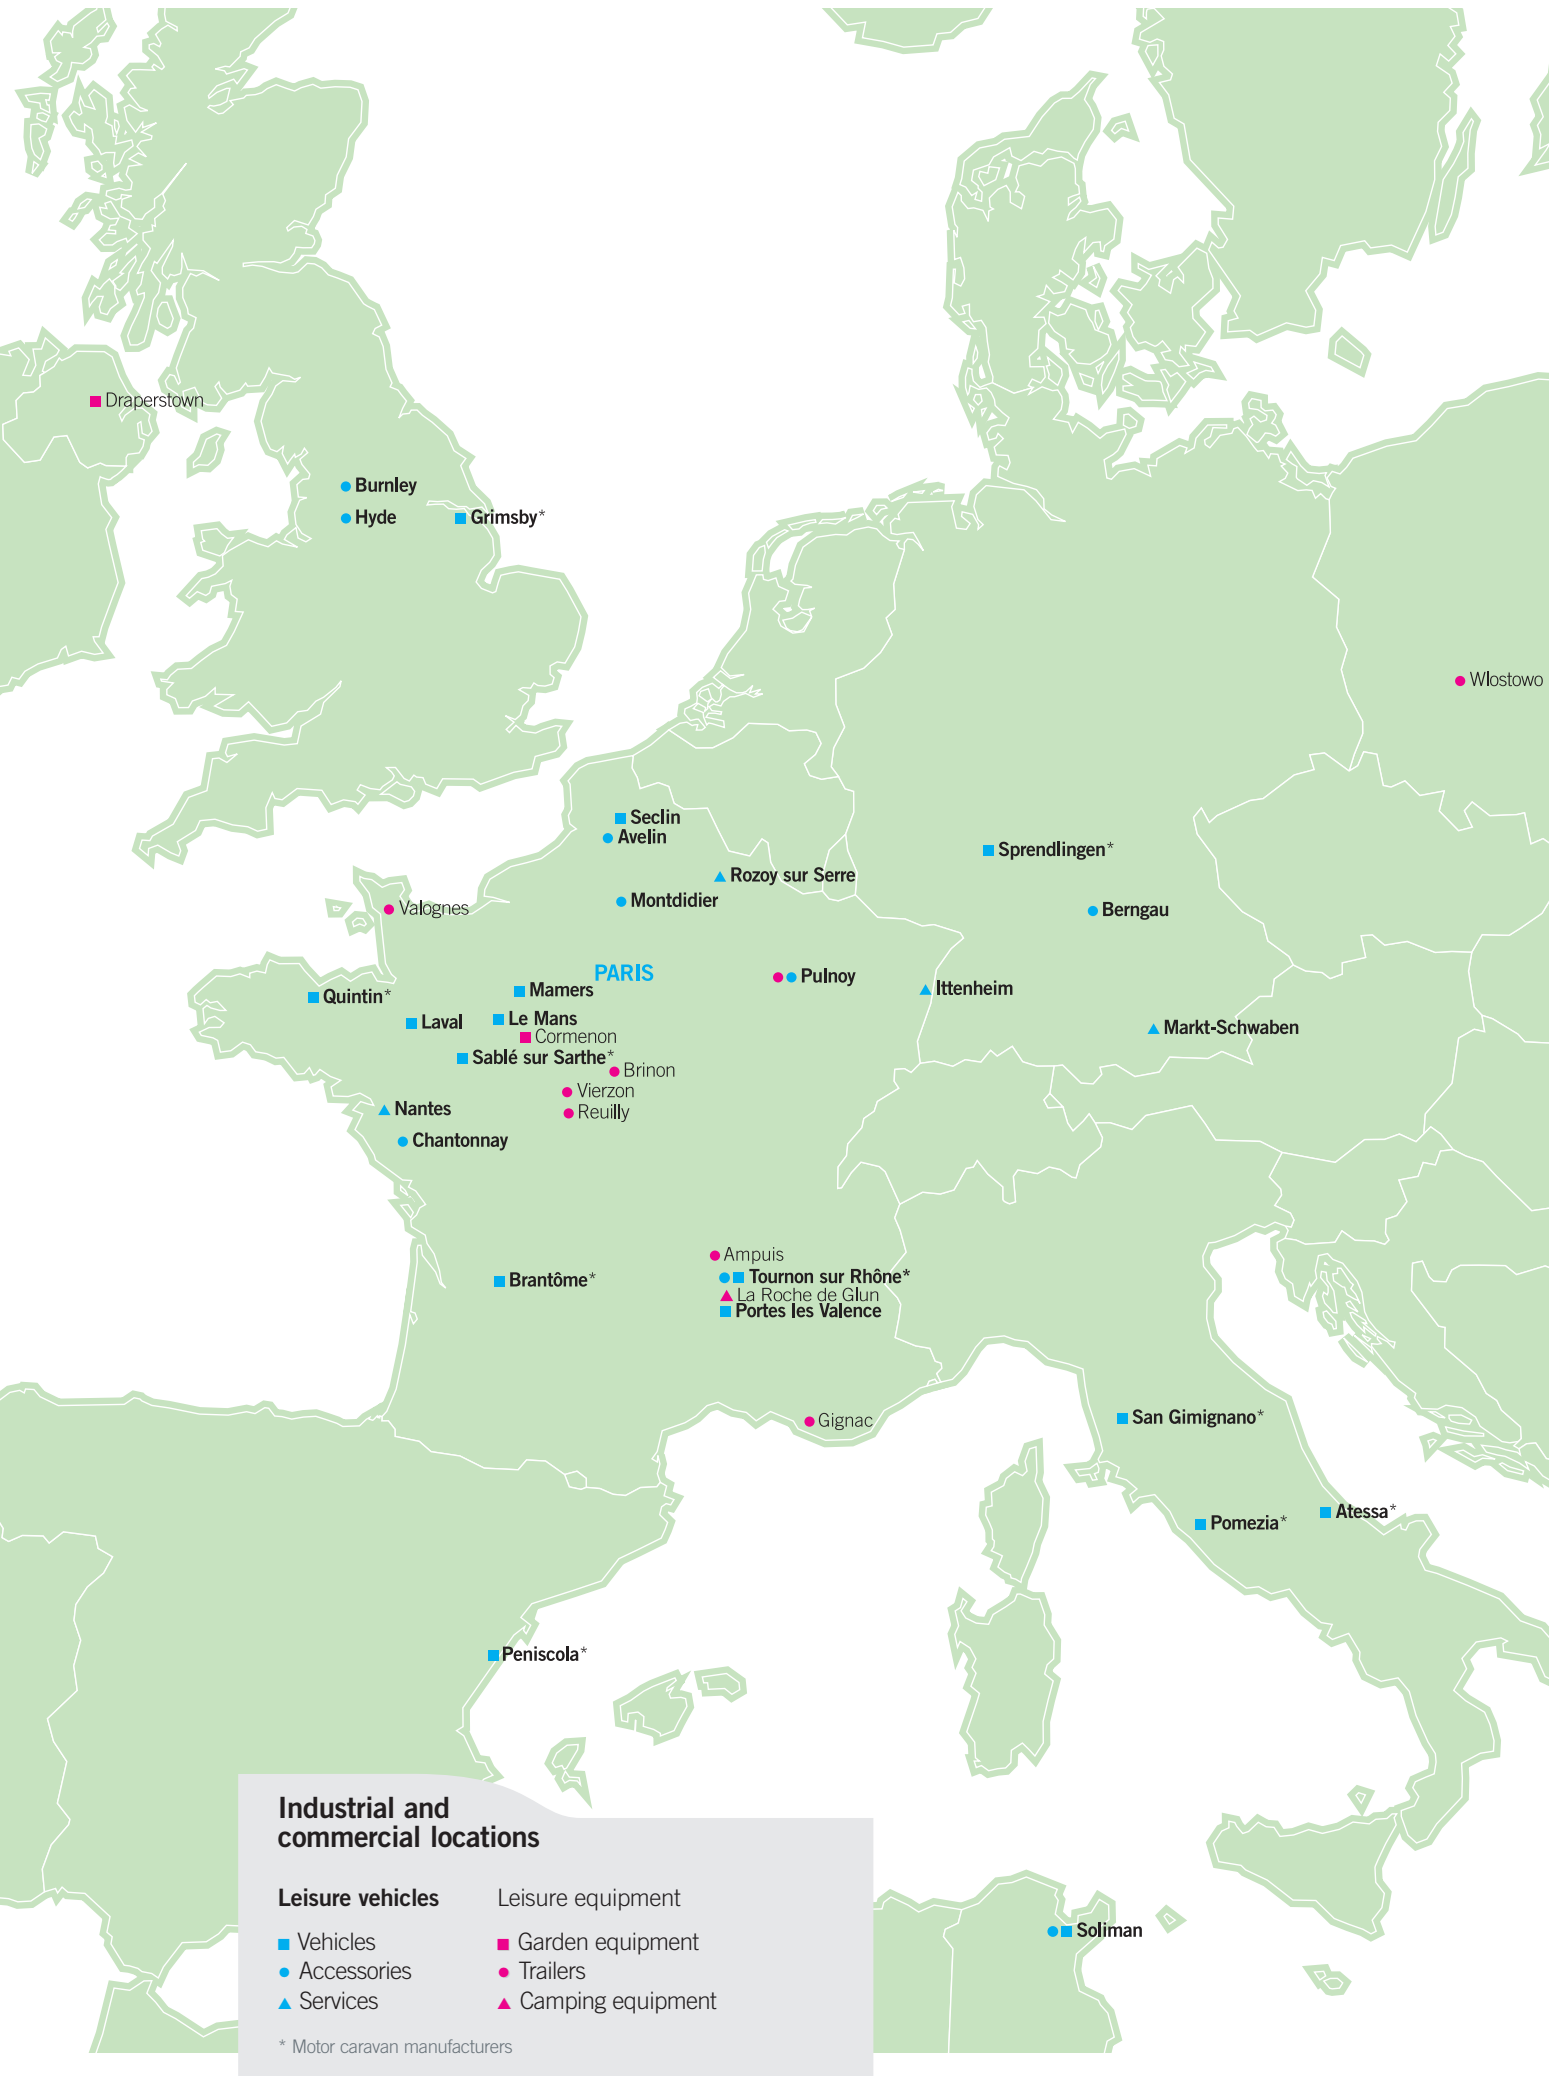 Draperstown
Burnley
Hyde
Grimsby*
Wlostowo
Seclin
Avelin
Sprendlingen*
Rozoy sur Serre
Montdidier
Valognes
Berngau
PARIS
Pulnoy
Mamers
Ittenheim
Quintin*
Laval
Le Mans
Markt-Schwaben
Cormenon
Sablé sur Sarthe*
Brinon
Vierzon
Nantes
Reuilly
Chantonnay
Ampuis
Brantôme*
Tournon sur Rhône*
La Roche de Glun
Portes les Valence
San Gimignano*
Gignac
Atessa*
Pomezia*
Peniscola*
Industrial and
commercial locations
Leisure vehicles
Vehicles
Accessories
Services
Leisure equipment
Garden equipment
Trailers
Camping equipment
* Motor caravan manufacturers
Soliman